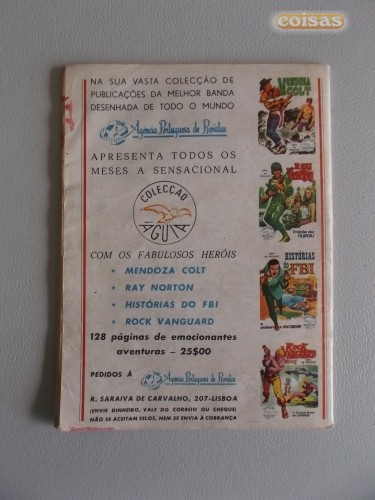 coisas
NA SUA VASTA COLECÇÃO DE
PUBLICAÇÕES DA MELHOR BANDA
DESENHADA DE TODO O MUNDO
Agência Portuguesa de Revistas
APRESENTA TODOS OS
MESES A SENSACIONAL
COLECÇÃO
ÁGUIA
COM OS FABULOSOS HERÓIS
• MENDOZA COLT
• RAY NORTON
• HISTÓRIAS DO FBI
• ROCK VANGUARD
128 páginas de emocionantes
aventuras – 25$00
PEDIDOS À
Agência Portuguesa de Revistas
R. SARAIVA DE CARVALHO, 207-LISBOA
(ENVIE DINHEIRO, VALE DO CORREIO OU CHEQUE)
NÃO SE ACEITAM SELOS, NEM SE ENVIA À COBRANÇA
MENDOZA
COLT
HISTÓRIAS
DO FBI
Rock